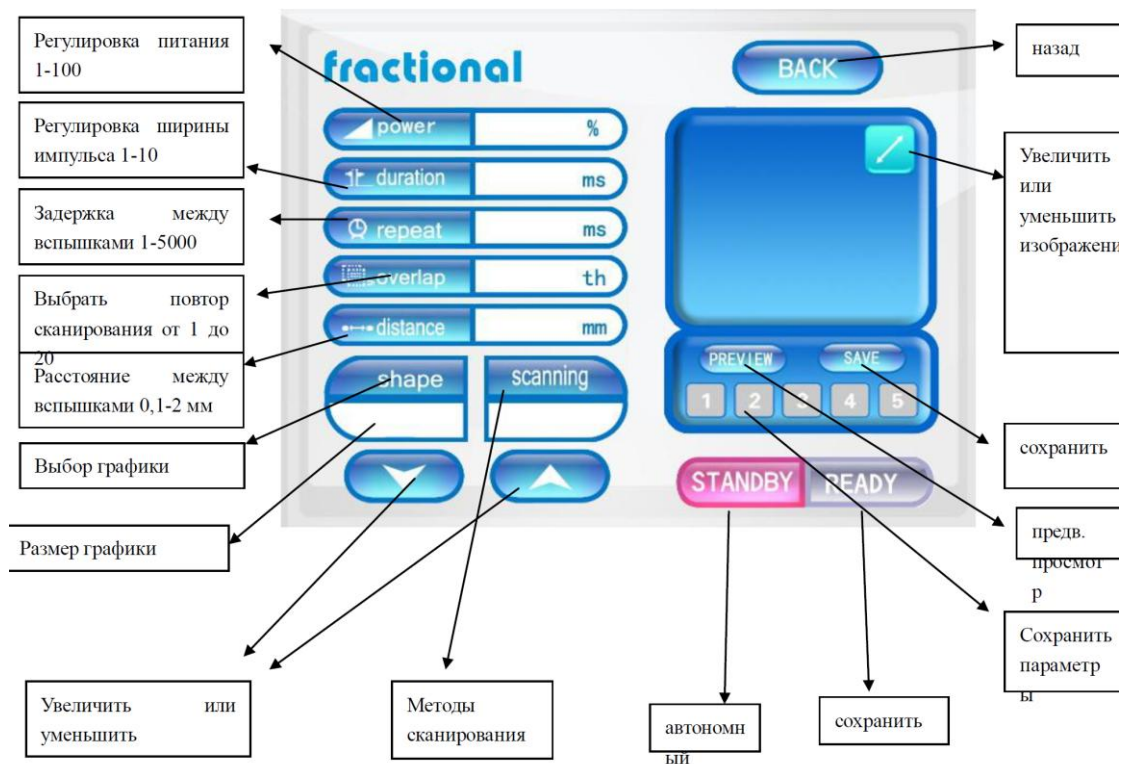 Регулировка питания
1-100
Регулировка ширины
импульса 1-10
Задержка между
вспышками 1-5000
Выбрать повтор
сканирования от 1 до
20
Расстояние между
вспышками 0,1-2 мм
Выбор графики
Размер графики
Увеличить или
уменьшить
fractional
power %
duration ms
repeat ms
overlap th
distance mm
shape
scanning
BACK
PREVIEW
SAVE
1 2 3 4 5
STANDBY
READY
Методы
сканирования
автономн
ый
сохранить
назад
Увеличить
или
уменьшить
изображени
сохранить
предв.
просмот
р
Сохранить
параметр
ы